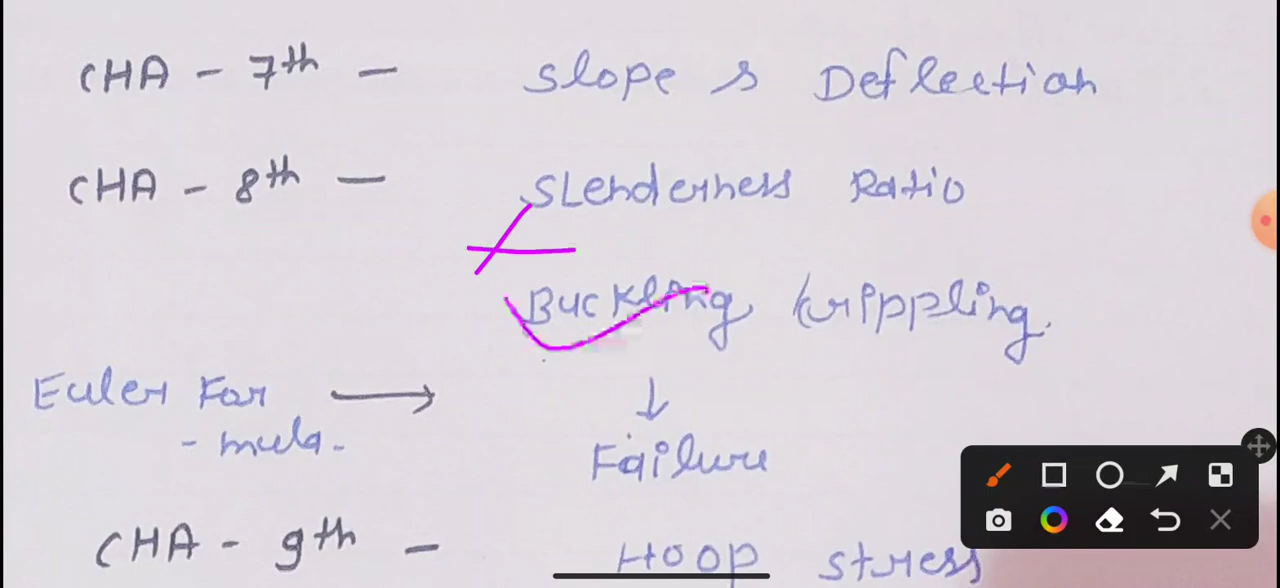 CHA - 7th - Slope & Deflection
CHA - 8th - Slenderness Ratio
Buckling Crippling.
Euler For
- mula - → ↓ Failure
CHA - 9th - Hoop stress